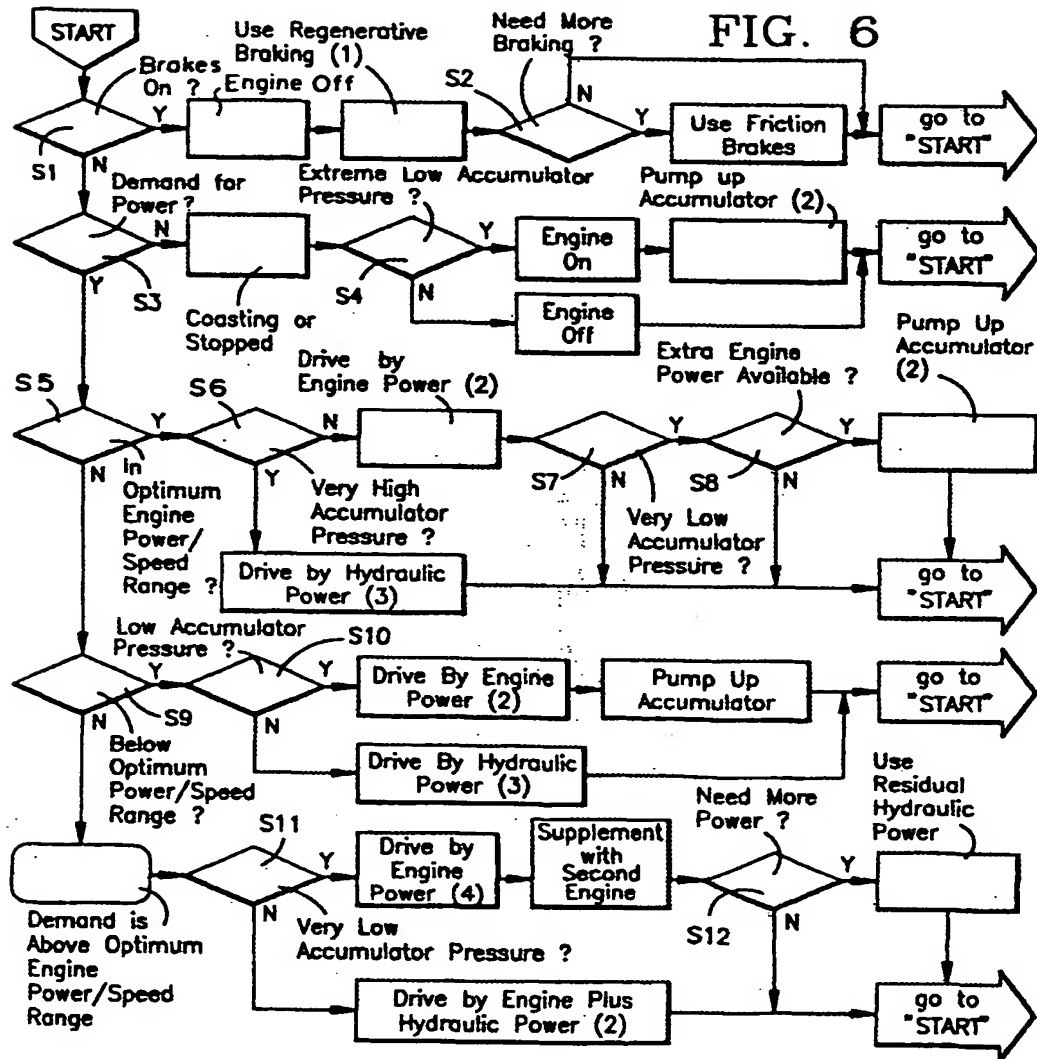 FIG. 6
START
Brakes
On ?
Engine Off
Use Regenerative
Braking (1)
Need More
Braking ?
S1
Y
N
S2
N
Y
Use Friction
Brakes
go to
"START"
Demand for
Power ?
N
Y
S3
Coasting or
Stopped
Extreme Low Accumulator
Pressure ?
S4
Y
N
Engine
On
Engine
Off
Pump up
Accumulator (2)
go to
"START"
S5
Y
N
In
Optimum
Engine
Power/
Speed
Range ?
S6
N
Y
Very High
Accumulator
Pressure ?
Drive by
Engine Power (2)
Drive by Hydraulic
Power (3)
S7
Y
N
Very Low
Accumulator
Pressure ?
Extra Engine
Power Available ?
S8
Y
N
Pump Up
Accumulator
(2)
go to
"START"
Y
N
S9
Below
Optimum
Power/Speed
Range ?
Low Accumulator
Pressure ?
S10
Y
N
Drive By Engine
Power (2)
Pump Up
Accumulator
Drive By Hydraulic
Power (3)
go to
"START"
Demand is
Above Optimum
Engine
Power/Speed
Range
S11
Y
N
Very Low
Accumulator Pressure ?
Drive by
Engine
Power (4)
Supplement
with
Second
Engine
Need More
Power ?
S12
Y
N
Use
Residual
Hydraulic
Power
Drive by Engine Plus
Hydraulic Power (2)
go to
"START"